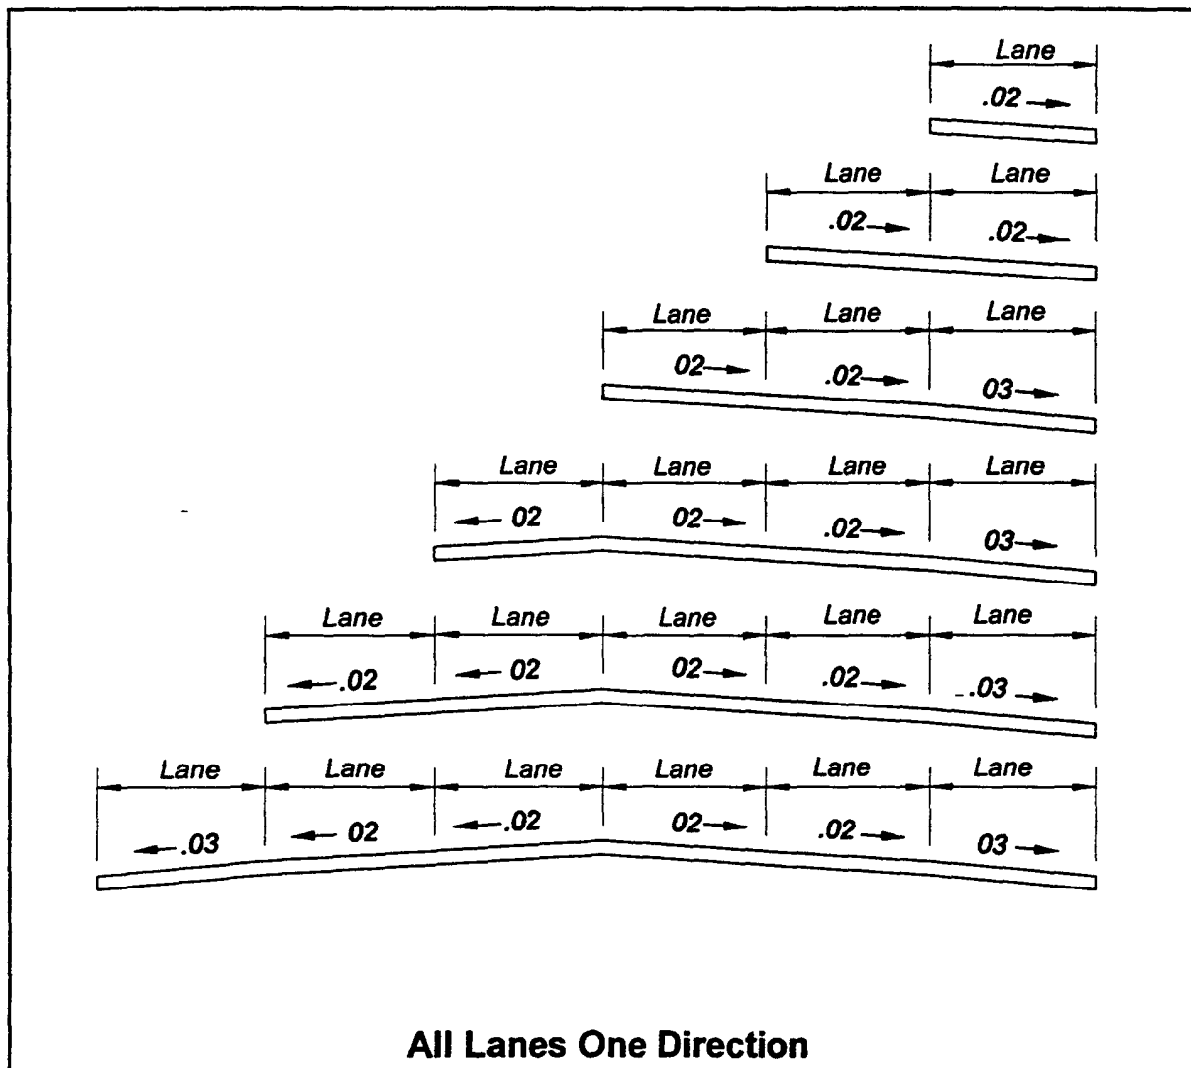 Lane
.02
Lane Lane
.02 .02
Lane Lane Lane
02 .02 03
Lane Lane Lane Lane
02 02 .02 03
Lane Lane Lane Lane Lane
.02 02 02 .02 .03
Lane Lane Lane Lane Lane Lane
.03 02 .02 02 .02 03
All Lanes One Direction